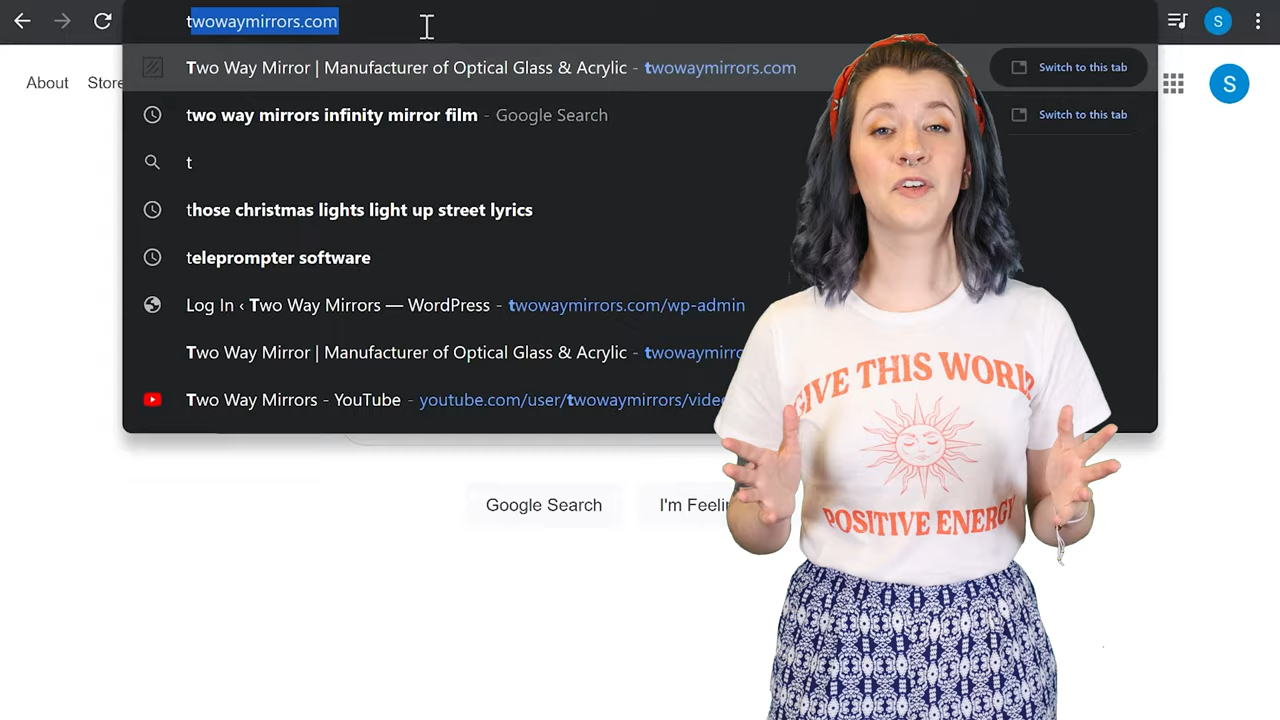 twowaymirrors.com
S
About
Store
Two Way Mirror | Manufacturer of Optical Glass & Acrylic - twowaymirrors.com
Switch to this tab
S
two way mirrors infinity mirror film - Google Search
Switch to this tab
t
those christmas lights light up street lyrics
teleprompter software
Log In ‹ Two Way Mirrors — WordPress - twowaymirrors.com/wp-admin
Two Way Mirror | Manufacturer of Optical Glass & Acrylic - twowaymirro
Two Way Mirrors - YouTube - youtube.com/user/twowaymirrors/video
Google Search
I'm Feelin
GIVE THIS WORLD
POSITIVE ENERGY